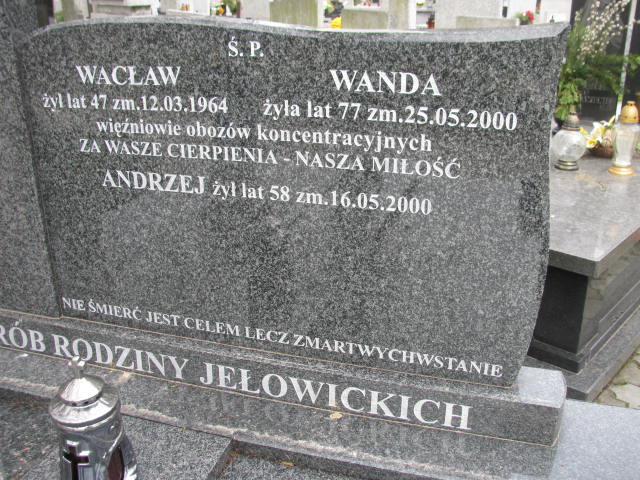 Ś. P.
WACŁAW WANDA
żył lat 47 zm.12.03.1964 żyła lat 77 zm.25.05.2000
więźniowie obozów koncentracyjnych
ZA WASZE CIERPIENIA - NASZA MIŁOŚĆ
ANDRZEJ żył lat 58 zm.16.05.2000
NIE ŚMIERĆ JEST CELEM LECZ ZMARTWYCHWSTANIE
RÓB RODZINY JEŁOWICKICH